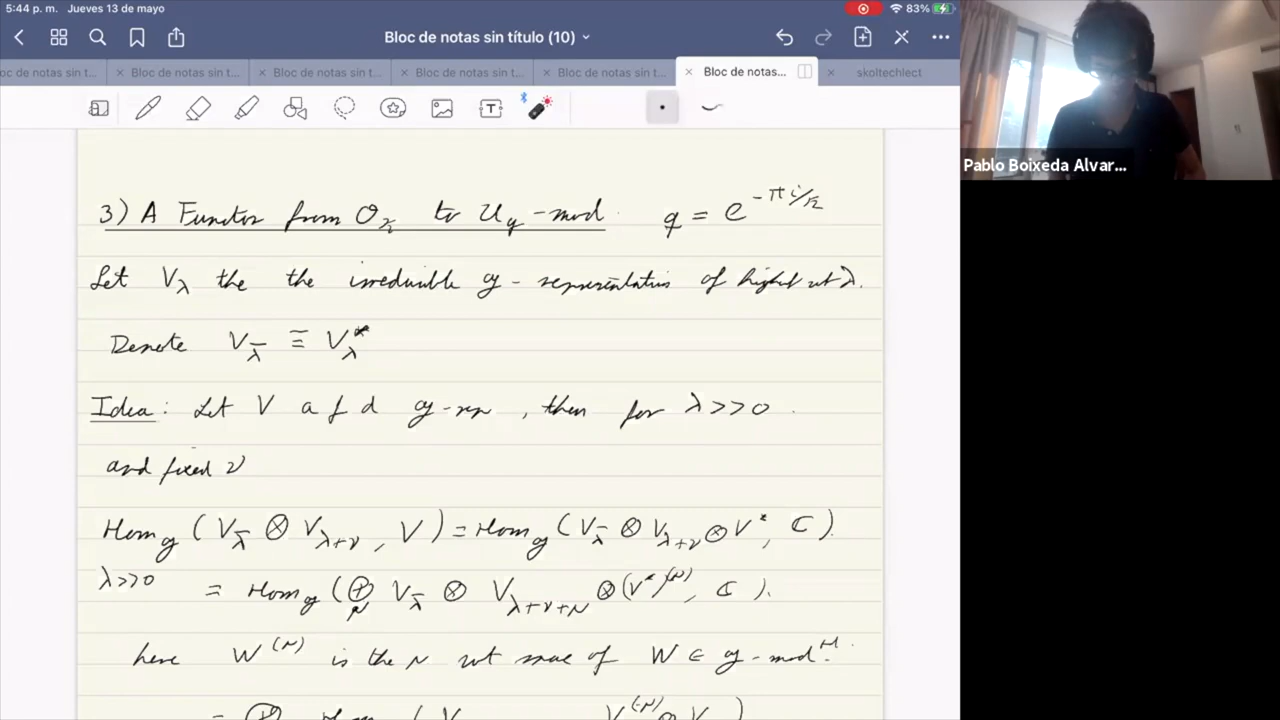 5:44 p. m. Jueves 13 de mayo
83%
Bloc de notas sin título (10)
oc de notas sin t...
Bloc de notas sin t...
Bloc de notas sin t...
Bloc de notas sin t...
Bloc de notas sin t...
Bloc de notas...
skoltechlect
Pablo Boixeda Alvar...
3) A Functor from O_κ to U_q-mod. q = e^{-πi/κ}
Let V_λ the the irreducible g-representation of highest wt λ.
Denote V_{\bar{λ}} ≡ V_λ^*
Idea: Let V a f d g-rep, then for λ>>0.
and fixed ν
Hom_g ( V_{\bar{λ}} ⊗ V_{λ+ν}, V ) = Hom_g ( V_{\bar{λ}} ⊗ V_{λ+ν} ⊗ V^*, ℂ ).
λ>>0 = Hom_g ( ⊕_μ V_{\bar{λ}} ⊗ V_{λ+ν+μ} ⊗ (V^*)^{(μ)}, ℂ ).
here W^{(μ)} is the μ wt space of W ∈ g-mod